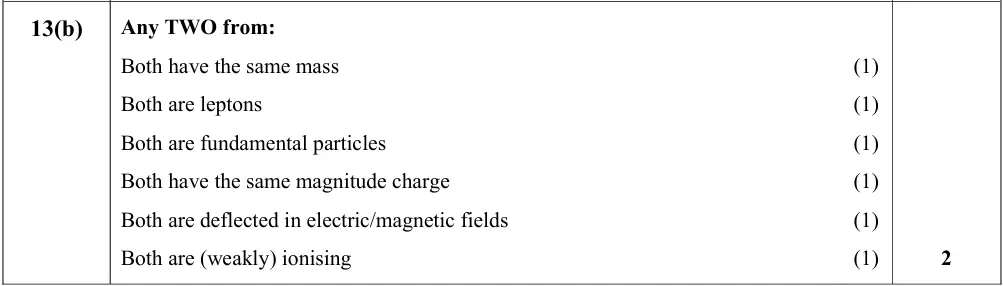 13(b) Any TWO from:
Both have the same mass (1)
Both are leptons (1)
Both are fundamental particles (1)
Both have the same magnitude charge (1)
Both are deflected in electric/magnetic fields (1)
Both are (weakly) ionising (1) 2